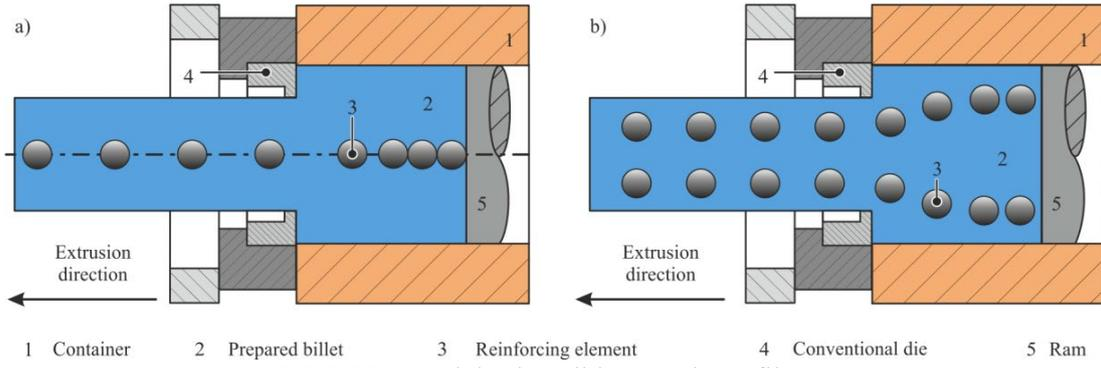 a)
1
4
3
2
5
Extrusion
direction
b)
1
4
2
3
5
Extrusion
direction
1 Container 2 Prepared billet 3 Reinforcing element 4 Conventional die 5 Ram